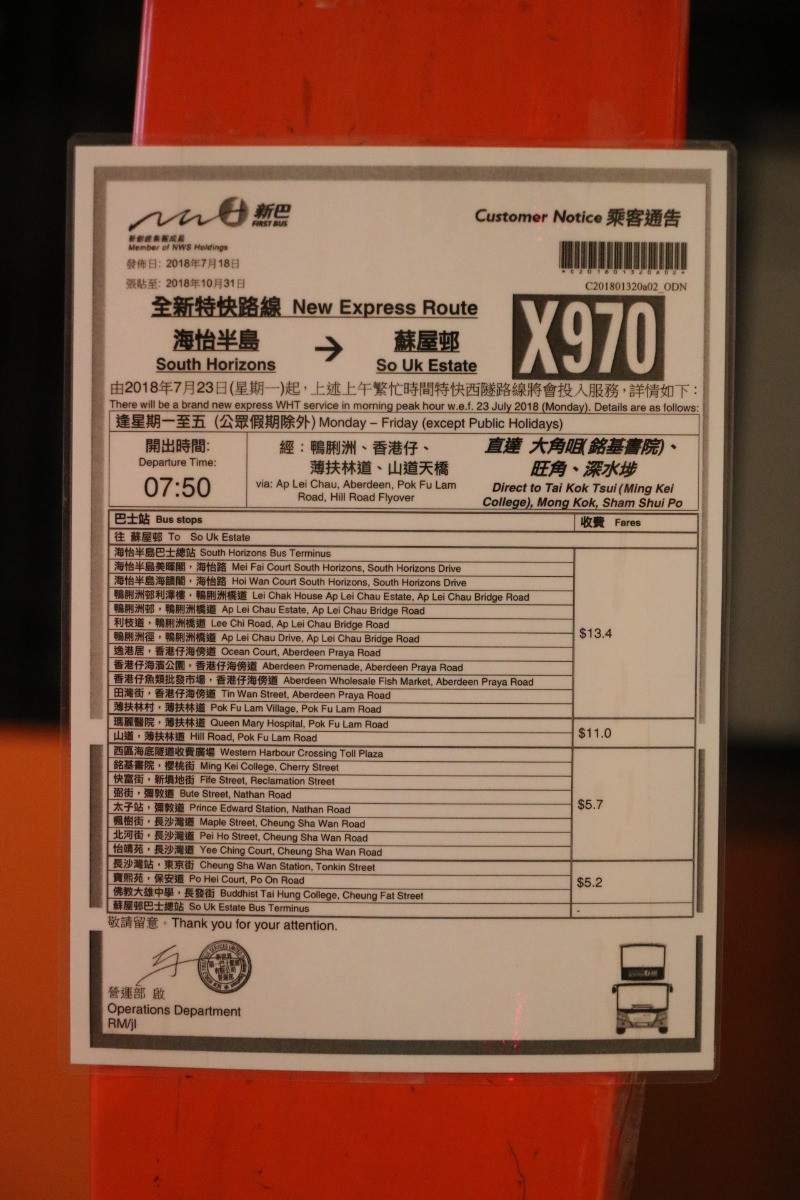 新巴
FIRST BUS
新創建集團成員
Member of NWS Holdings
Customer Notice 乘客通告
*C201801320A02*
C201801320a02_ODN
發佈日: 2018年7月18日
張貼至: 2018年10月31日
全新特快路線 New Express Route
X970
海怡半島 → 蘇屋邨
South Horizons So Uk Estate
由2018年7月23日(星期一)起，上述上午繁忙時間特快西隧路線將會投入服務，詳情如下：
There will be a brand new express WHT service in morning peak hour w.e.f. 23 July 2018 (Monday). Details are as follows:
逢星期一至五 (公眾假期除外) Monday – Friday (except Public Holidays)
開出時間:
Departure Time:
07:50
經：鴨脷洲、香港仔、
薄扶林道、山道天橋
via: Ap Lei Chau, Aberdeen, Pok Fu Lam
Road, Hill Road Flyover
直達 大角咀(銘基書院)、
旺角、深水埗
Direct to Tai Kok Tsui (Ming Kei
College), Mong Kok, Sham Shui Po
巴士站 Bus stops 收費 Fares
往 蘇屋邨 To So Uk Estate
海怡半島巴士總站 South Horizons Bus Terminus
海怡半島美暉閣，海怡路 Mei Fai Court South Horizons, South Horizons Drive
海怡半島海韻閣，海怡路 Hoi Wan Court South Horizons, South Horizons Drive
鴨脷洲邨利澤樓，鴨脷洲橋道 Lei Chak House Ap Lei Chau Estate, Ap Lei Chau Bridge Road
鴨脷洲邨，鴨脷洲橋道 Ap Lei Chau Estate, Ap Lei Chau Bridge Road
利枝道，鴨脷洲橋道 Lee Chi Road, Ap Lei Chau Bridge Road
鴨脷洲徑，鴨脷洲橋道 Ap Lei Chau Drive, Ap Lei Chau Bridge Road
逸港居，香港仔海傍道 Ocean Court, Aberdeen Praya Road
香港仔海濱公園，香港仔海傍道 Aberdeen Promenade, Aberdeen Praya Road
香港仔魚類批發市場，香港仔海傍道 Aberdeen Wholesale Fish Market, Aberdeen Praya Road
田灣街，香港仔海傍道 Tin Wan Street, Aberdeen Praya Road
薄扶林村，薄扶林道 Pok Fu Lam Village, Pok Fu Lam Road
$13.4
瑪麗醫院，薄扶林道 Queen Mary Hospital, Pok Fu Lam Road
山道，薄扶林道 Hill Road, Pok Fu Lam Road
$11.0
西區海底隧道收費廣場 Western Harbour Crossing Toll Plaza
銘基書院，櫻桃街 Ming Kei College, Cherry Street
快富街，新填地街 Fife Street, Reclamation Street
弼街，彌敦道 Bute Street, Nathan Road
太子站，彌敦道 Prince Edward Station, Nathan Road
楓樹街，長沙灣道 Maple Street, Cheung Sha Wan Road
北河街，長沙灣道 Pei Ho Street, Cheung Sha Wan Road
怡靖苑，長沙灣道 Yee Ching Court, Cheung Sha Wan Road
$5.7
長沙灣站，東京街 Cheung Sha Wan Station, Tonkin Street
寶熙苑，保安道 Po Hei Court, Po On Road
佛教大雄中學，長發街 Buddhist Tai Hung College, Cheung Fat Street
$5.2
蘇屋邨巴士總站 So Uk Estate Bus Terminus -
敬請留意。Thank you for your attention.
營運部 啟
Operations Department
RM/jl